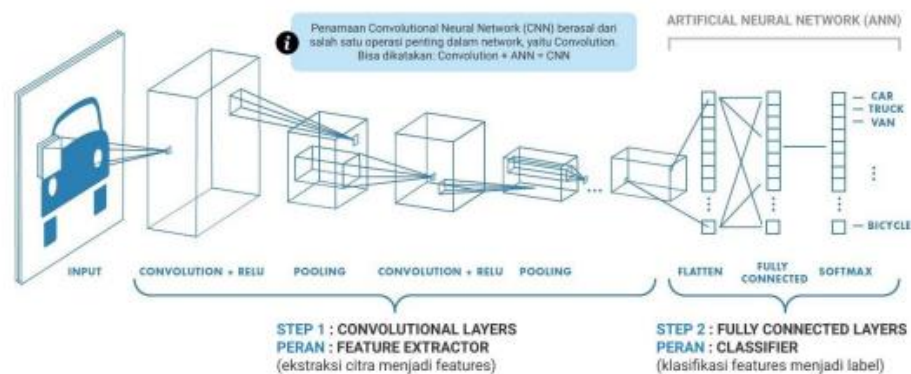 Penamaan Convolutional Neural Network (CNN) berasal dari
salah satu operasi penting dalam network, yaitu Convolution.
Bisa dikatakan: Convolution + ANN = CNN
i
ARTIFICIAL NEURAL NETWORK (ANN)
CAR
TRUCK
VAN
BICYCLE
INPUT
CONVOLUTION + RELU
POOLING
CONVOLUTION + RELU
POOLING
FLATTEN
FULLY
CONNECTED
SOFTMAX
STEP 1 : CONVOLUTIONAL LAYERS
PERAN : FEATURE EXTRACTOR
(ekstraksi citra menjadi features)
STEP 2 : FULLY CONNECTED LAYERS
PERAN : CLASSIFIER
(klasifikasi features menjadi label)